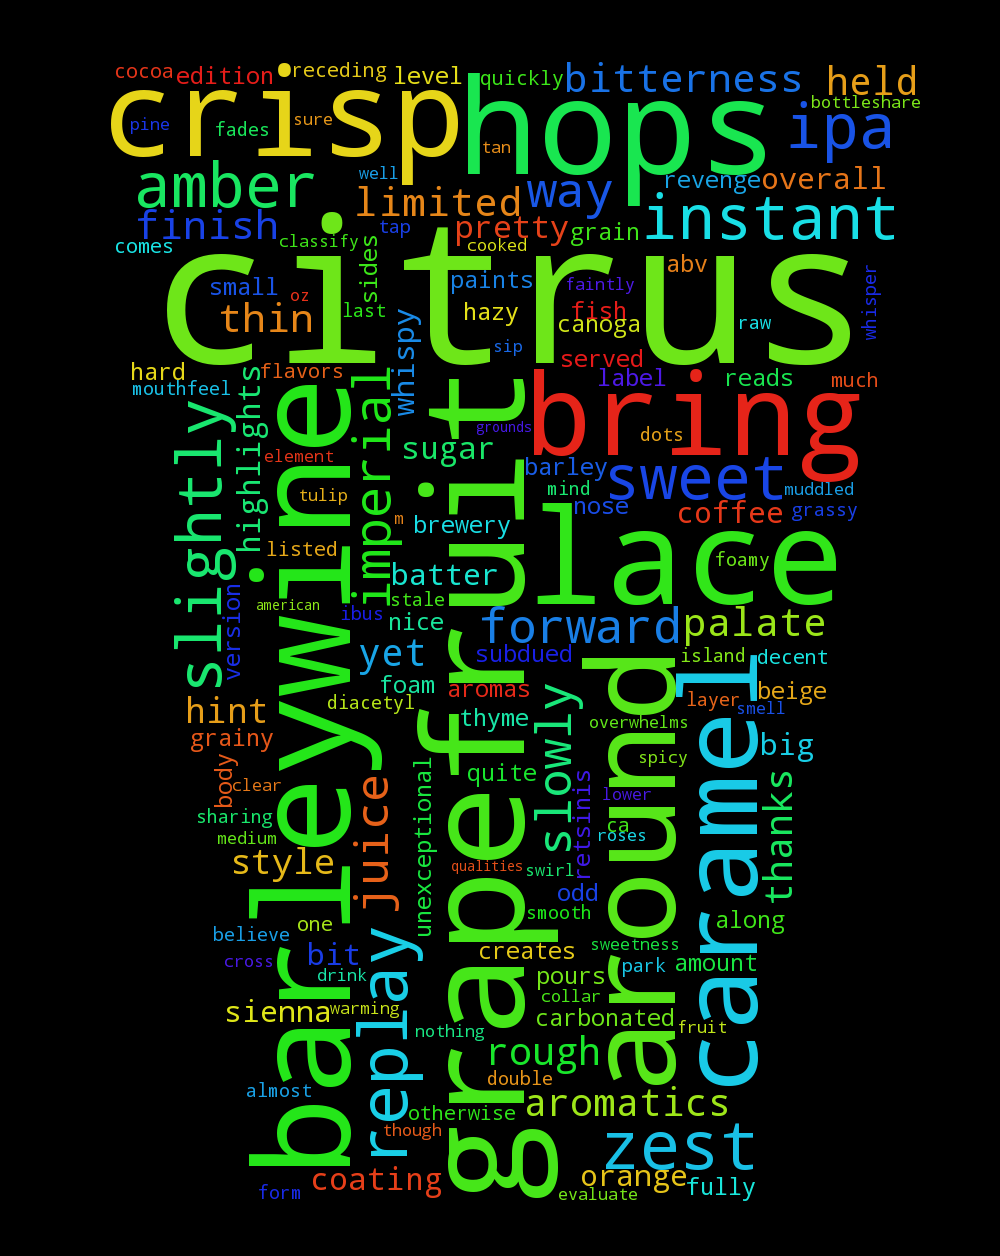 cocoa edition receding level quickly bitterness held
crisp hops bottleshare
pine fades sure tan ipa
amber well limited way revenge overall
finish classify tap pretty grain instant
comes sides cooked
citrus
small oz last paints hazy faintly abv whisper
thin canoga fish raw
sip served
hard flavors whispy label reads much
mouthfeel highlights imperial grounds bring
slightly element sugar dots
barley sweet muddled
tulip m mind nose coffee grassy
listed brewery lace
batter foamy
version american ibus stale nice forward palate
barleywine yet subdued island decent
grapefruit around caramel
hint diacetyl foam aromas layer beige
grainy thyme slowly overwhelms smell
body clear quite spicy big
sharing juice unexceptional retsinis lower thanks
medium ca roses
style qualities swirl odd
believe one smooth along
cross bit creates sweetness
drink replay pours park amount
sienna warming collar
nothing carbonated fruit
rough
almost double
otherwise aromatics
though zest
coating orange
form evaluate fully